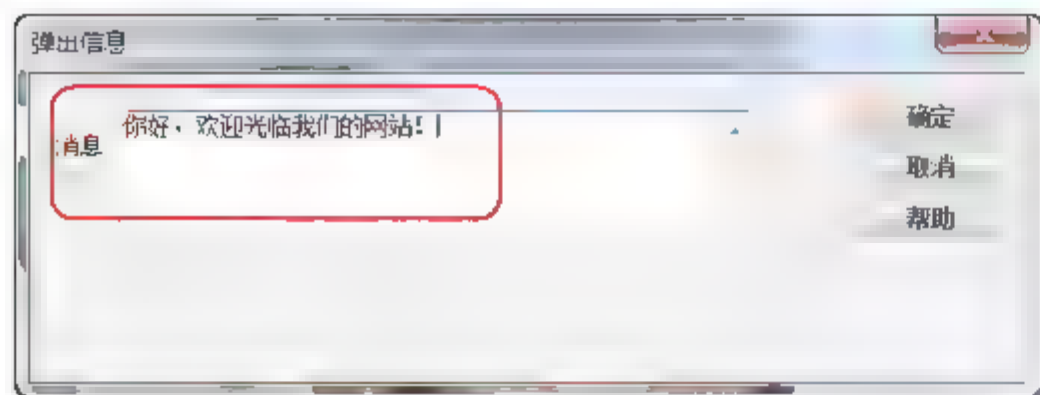 弹出信息
消息
你好，欢迎光临我们的网站!
确定
取消
帮助